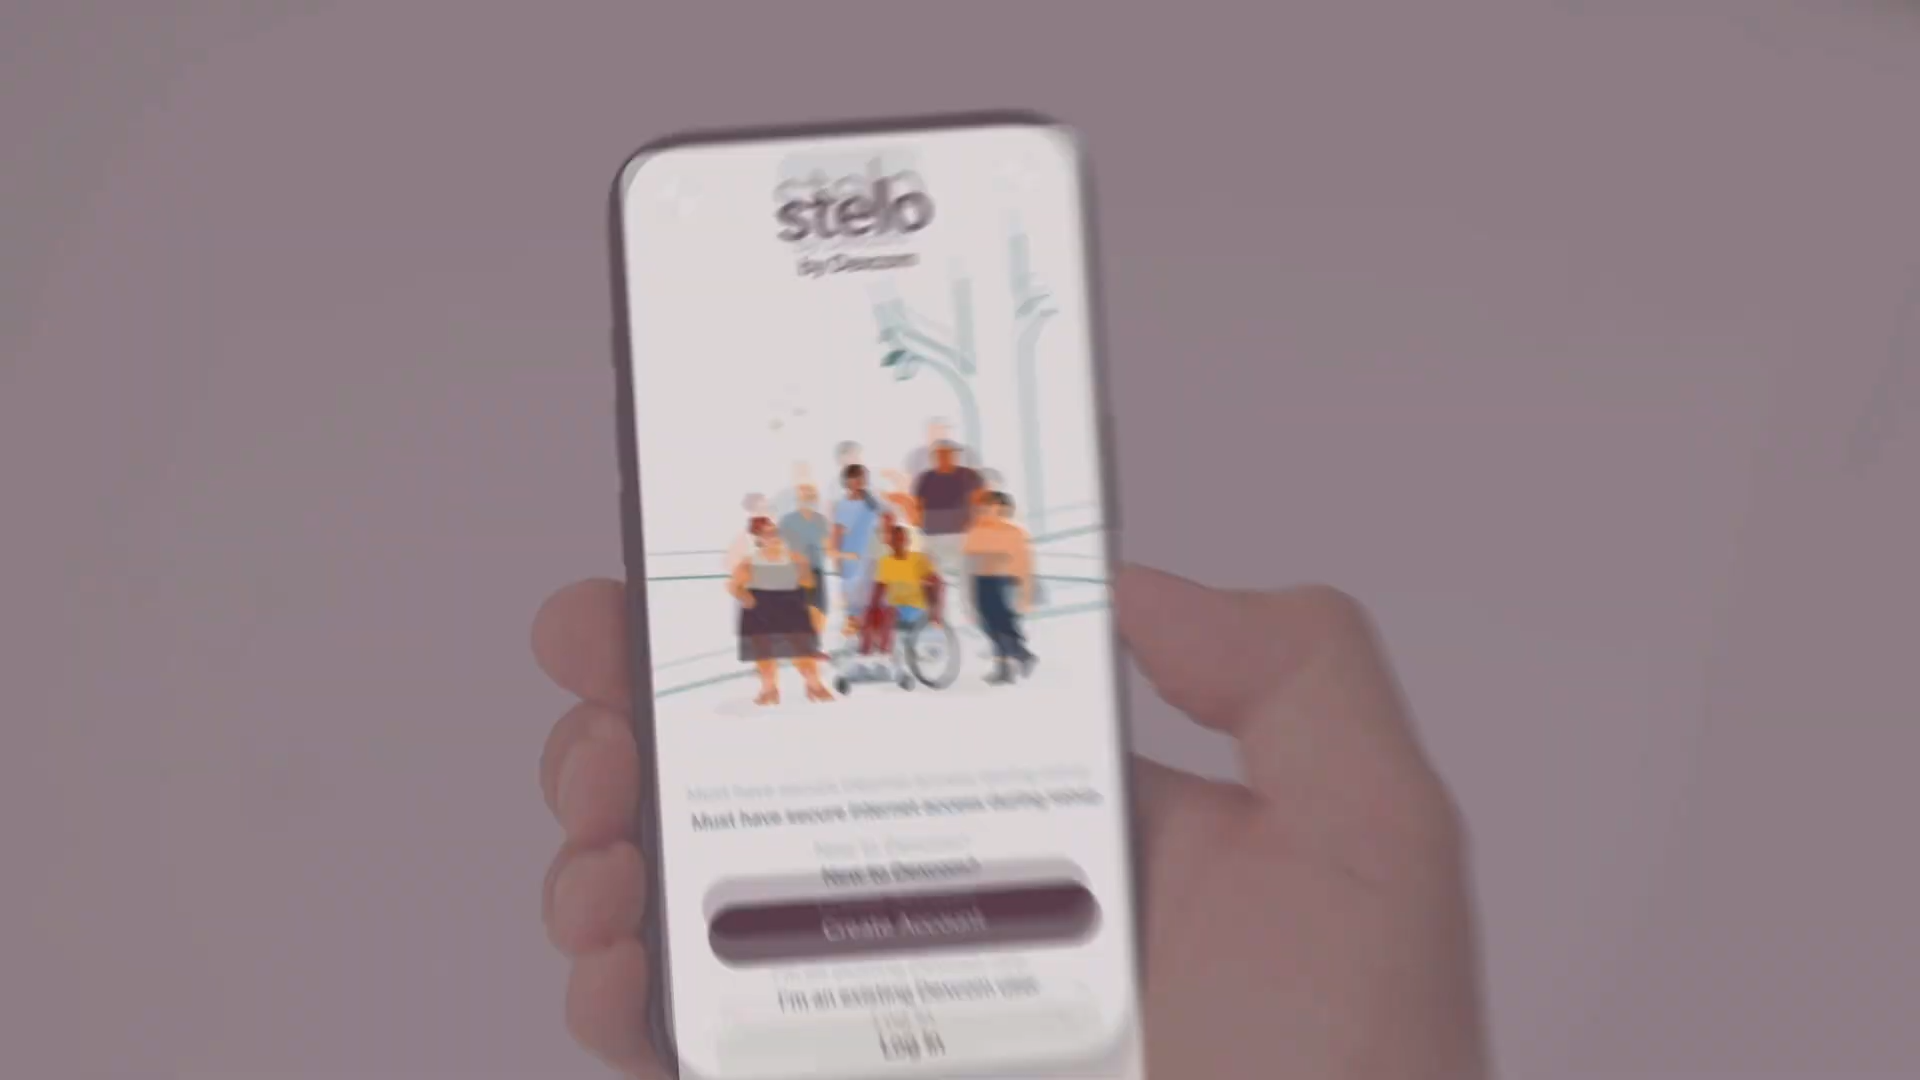 stelo
by Dexcom
Must have secure internet access during setup.
New to Dexcom?
Create Account
I'm an existing Dexcom user
Log in